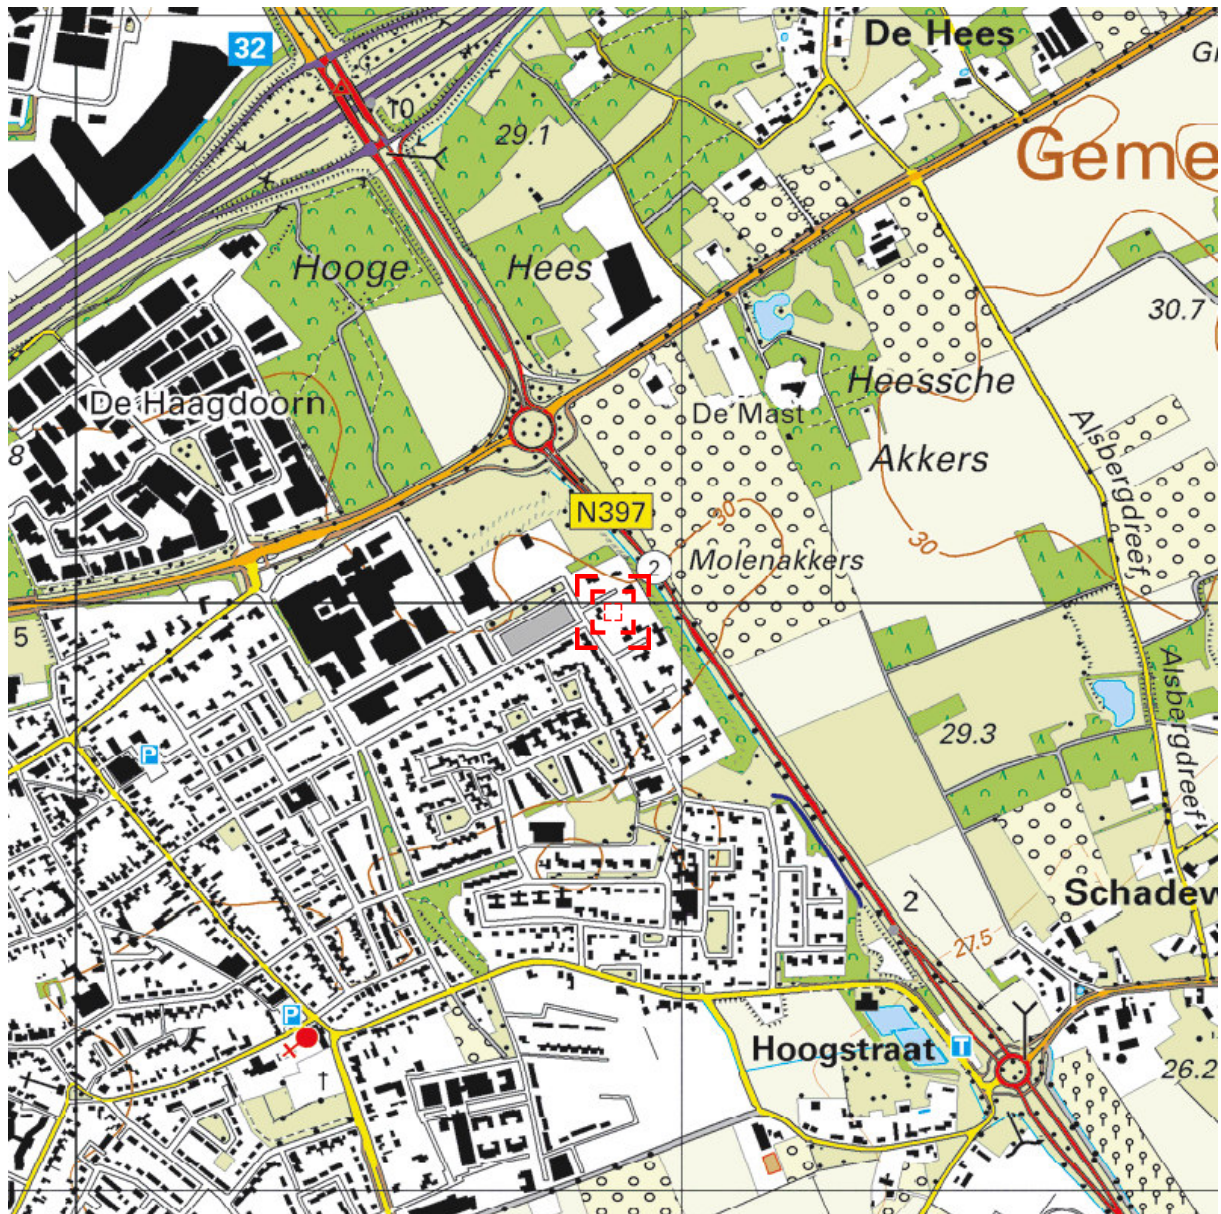 De Hees
32
Gr
10
29.1
Geme
Hooge
Hees
30.7
De Haagdoorn
De Mast
Heessche
Akkers
Alsbergdreef
8
N397
30
30
2
Molenakkers
5
Alsbergdreef
29.3
P
2
Schadew
27.5
P
Hoogstraat
T
26.2